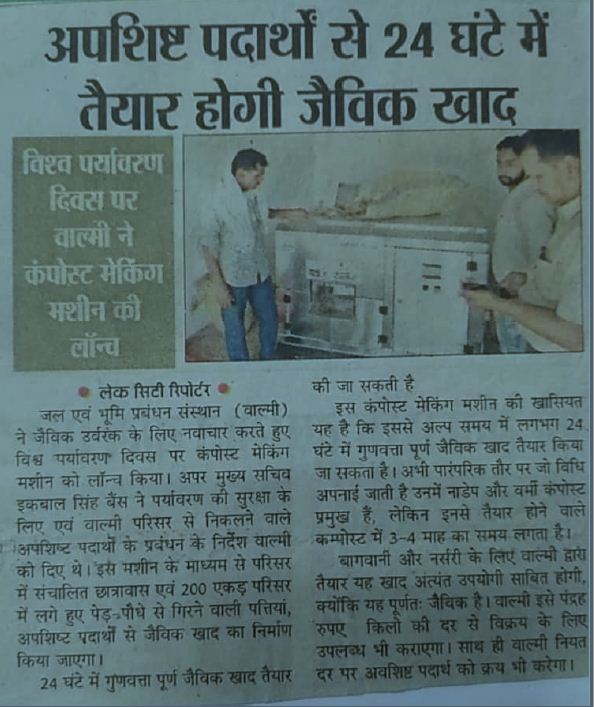 अपशिष्ट पदार्थों से 24 घंटे में
तैयार होगी जैविक खाद
विश्व पर्यावरण
दिवस पर
वाल्मी ने
कंपोस्ट मेकिंग
मशीन की
लॉन्च
लेक सिटी रिपोर्टर
जल एवं भूमि प्रबंधन संस्थान (वाल्मी)
ने जैविक उर्वरक के लिए नवाचार करते हुए
विश्व पर्यावरण दिवस पर कंपोस्ट मेकिंग
मशीन को लॉन्च किया। अपर मुख्य सचिव
इकबाल सिंह बैंस ने पर्यावरण की सुरक्षा के
लिए एवं वाल्मी परिसर से निकलने वाले
अपशिष्ट पदार्थों के प्रबंधन के निर्देश वाल्मी
को दिए थे। इस मशीन के माध्यम से परिसर
में संचालित छात्रावास एवं 200 एकड़ परिसर
में लगे हुए पेड़-पौधे से गिरने वाली पत्तियां,
अपशिष्ट पदार्थों से जैविक खाद का निर्माण
किया जाएगा।
24 घंटे में गुणवत्ता पूर्ण जैविक खाद तैयार
की जा सकती है
इस कंपोस्ट मेकिंग मशीन की खासियत
यह है कि इससे अल्प समय में लगभग 24
घंटे में गुणवत्ता पूर्ण जैविक खाद तैयार किया
जा सकता है। अभी पारंपरिक तौर पर जो विधि
अपनाई जाती है उनमें नाडेप और वर्मी कंपोस्ट
प्रमुख हैं, लेकिन इनसे तैयार होने वाले
कम्पोस्ट में 3-4 माह का समय लगता है।
बागवानी और नर्सरी के लिए वाल्मी द्वारा
तैयार यह खाद अत्यंत उपयोगी साबित होगी,
क्योंकि यह पूर्णतः जैविक है। वाल्मी इसे पंद्रह
रुपए किलो की दर से विक्रय के लिए
उपलब्ध भी कराएगा। साथ ही वाल्मी नियत
दर पर अवशिष्ट पदार्थ को क्रय भी करेगा।